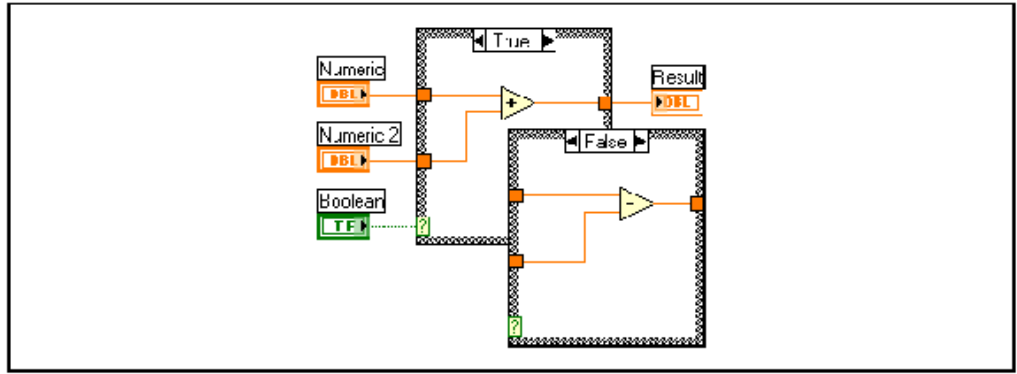 True
Numeric
DBL
Result
DBL
Numeric 2
DBL
False
Boolean
TF
?
?